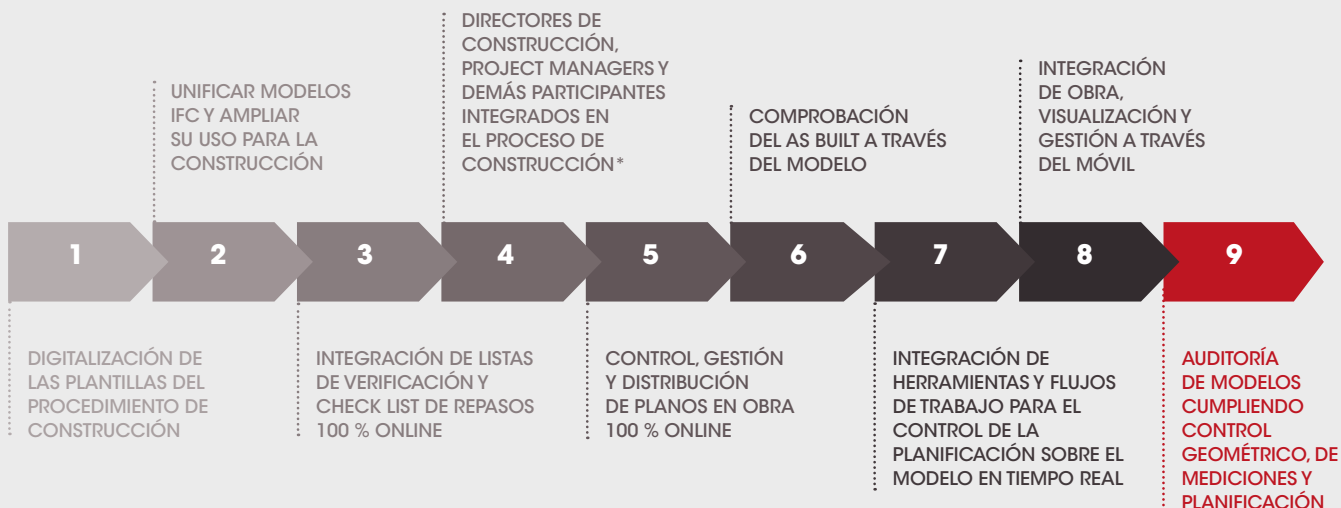 1
DIGITALIZACIÓN DE
LAS PLANTILLAS DEL
PROCEDIMIENTO DE
CONSTRUCCIÓN
2
UNIFICAR MODELOS
IFC Y AMPLIAR
SU USO PARA LA
CONSTRUCCIÓN
3
INTEGRACIÓN DE LISTAS
DE VERIFICACIÓN Y
CHECK LIST DE REPASOS
100 % ONLINE
4
DIRECTORES DE
CONSTRUCCIÓN,
PROJECT MANAGERS Y
DEMÁS PARTICIPANTES
INTEGRADOS EN
EL PROCESO DE
CONSTRUCCIÓN*
5
CONTROL, GESTIÓN
Y DISTRIBUCIÓN
DE PLANOS EN OBRA
100 % ONLINE
6
COMPROBACIÓN
DEL AS BUILT A TRAVÉS
DEL MODELO
7
INTEGRACIÓN DE
HERRAMIENTAS Y FLUJOS
DE TRABAJO PARA EL
CONTROL DE LA
PLANIFICACIÓN SOBRE EL
MODELO EN TIEMPO REAL
8
INTEGRACIÓN
DE OBRA,
VISUALIZACIÓN Y
GESTIÓN A TRAVÉS
DEL MÓVIL
9
AUDITORÍA
DE MODELOS
CUMPLIENDO
CONTROL
GEOMÉTRICO, DE
MEDICIONES Y
PLANIFICACIÓN